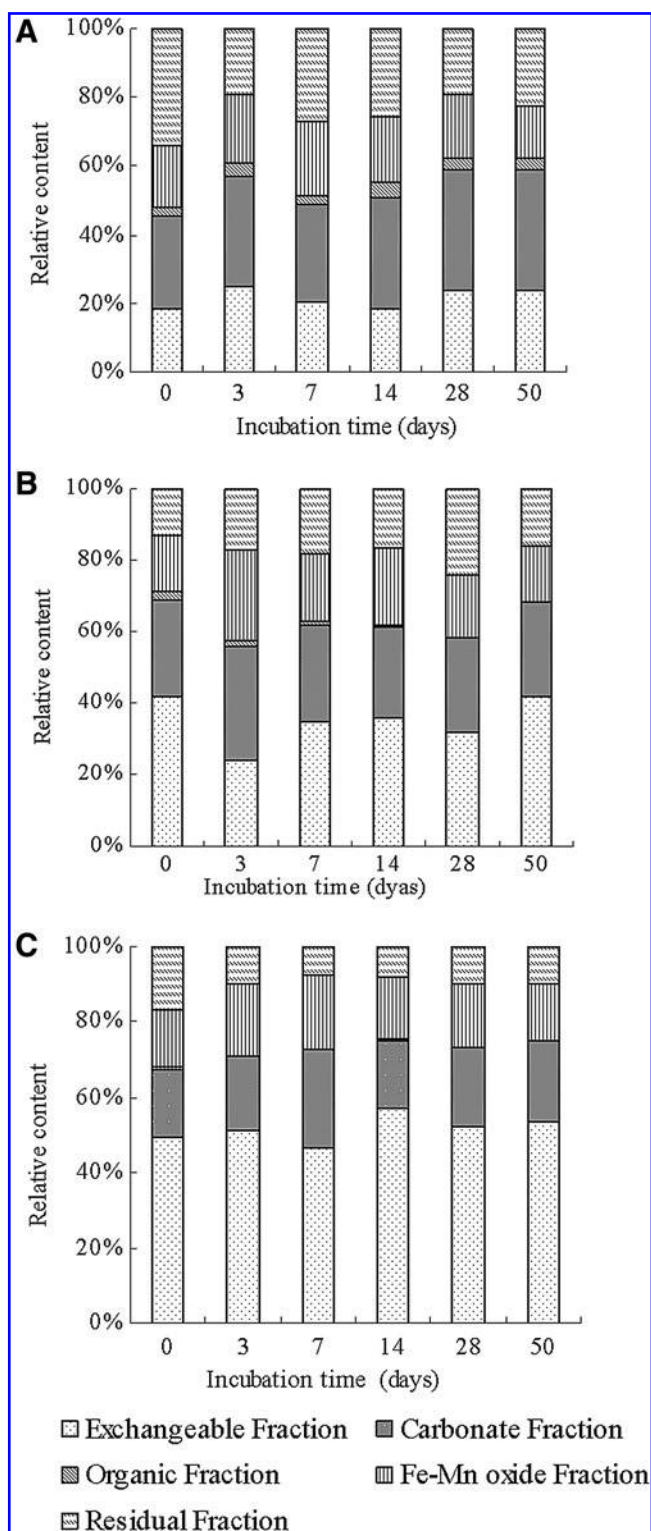 A
100%
80%
60%
40%
20%
0%
Relative content
0 3 7 14 28 50
Incubation time (days)
B
100%
80%
60%
40%
20%
0%
Relative content
0 3 7 14 28 50
Incubation time (dyas)
C
100%
80%
60%
40%
20%
0%
Relative content
0 3 7 14 28 50
Incubation time (days)
Exchangeable Fraction Carbonate Fraction
Organic Fraction Fe-Mn oxide Fraction
Residual Fraction